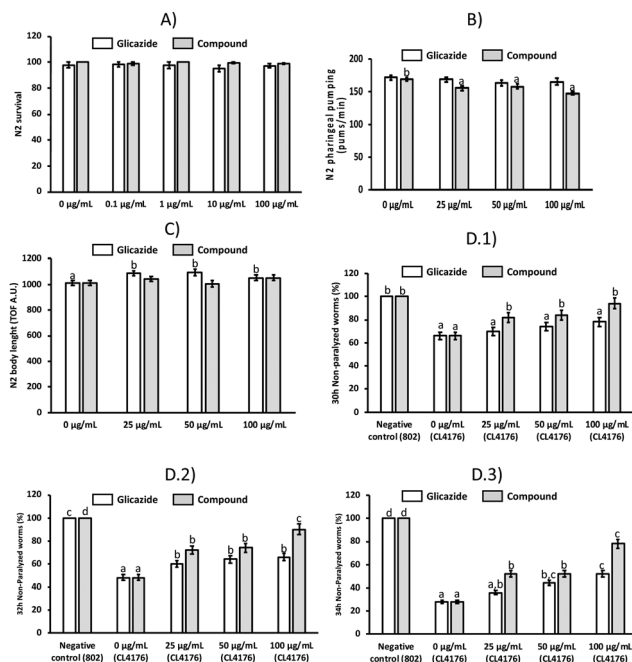 A)
Glicazide Compound
N2 survival
120
100
80
60
40
20
0
0 µg/mL 0.1 µg/mL 1 µg/mL 10 µg/mL 100 µg/mL
B)
Glicazide Compound
N2 pharingeal pumping
(pums/min)
200
150
100
50
0
b a a a
0 µg/mL 25 µg/mL 50 µg/mL 100 µg/mL
C)
Glicazide Compound
N2 body lenght (TOF A.U.)
1200
1000
800
600
400
200
0
a b b b
0 µg/mL 25 µg/mL 50 µg/mL 100 µg/mL
D.1)
Glicazide Compound
30h Non-paralyzed worms (%)
120
100
80
60
40
20
0
b b a a a b a b a b
Negative 0 µg/mL 25 µg/mL 50 µg/mL 100 µg/mL
control (802) (CL4176) (CL4176) (CL4176) (CL4176)
D.2)
Glicazide Compound
32h Non-Paralyzed worms (%)
120
100
80
60
40
20
0
c d a a b b b b b c
Negative 0 µg/mL 25 µg/mL 50 µg/mL 100 µg/mL
control (802) (CL4176) (CL4176) (CL4176) (CL4176)
D.3)
Glicazide Compound
34h Non-Paralyzed worms (%)
120
100
80
60
40
20
0
d d a a a,b b b,c b c c
Negative 0 µg/mL 25 µg/mL 50 µg/mL 100 µg/mL
control (802) (CL4176) (CL4176) (CL4176) (CL4176)